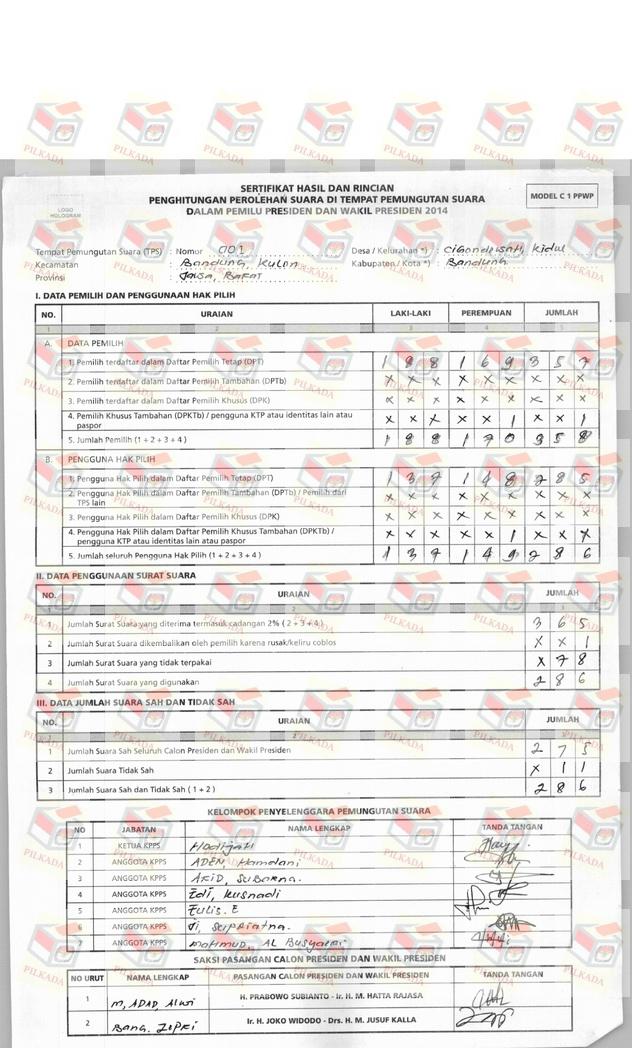 SERTIFIKAT HASIL DAN RINCIAN
PENGHITUNGAN PEROLEHAN SUARA DI TEMPAT PEMUNGUTAN SUARA
DALAM PEMILU PRESIDEN DAN WAKIL PRESIDEN 2014
MODEL C 1 PPWP
LOGO
HOLOGRAM
Tempat Pemungutan Suara (TPS) : Nomor 001 Desa / Kelurahan *) : Kidul
Kecamatan : Bandung, Kulon Kabupaten / Kota *) : Bandung
Provinsi : Jawa, Barat
I. DATA PEMILIH DAN PENGGUNAAN HAK PILIH
NO. URAIAN LAKI-LAKI PEREMPUAN JUMLAH
1 2 3 4 5
A. DATA PEMILIH
1. Pemilih terdaftar dalam Daftar Pemilih Tetap (DPT) 1 8 8 1 6 9 3 5 7
2. Pemilih terdaftar dalam Daftar Pemilih Tambahan (DPTb) X X X X X X X X X
3. Pemilih terdaftar dalam Daftar Pemilih Khusus (DPK) X X X X X X X X X
4. Pemilih Khusus Tambahan (DPKTb) / pengguna KTP atau identitas lain atau paspor X X X X X 1 X X 1
5. Jumlah Pemilih (1 + 2 + 3 + 4 ) 1 8 8 1 7 0 3 5 8
B. PENGGUNA HAK PILIH
1. Pengguna Hak Pilih dalam Daftar Pemilih Tetap (DPT) 1 3 7 1 4 8 2 8 5
2. Pengguna Hak Pilih dalam Daftar Pemilih Tambahan (DPTb) / Pemilih dari TPS lain X X X X X X X X X
3. Pengguna Hak Pilih dalam Daftar Pemilih Khusus (DPK) X X X X X X X X X
4. Pengguna Hak Pilih dalam Daftar Pemilih Khusus Tambahan (DPKTb) / pengguna KTP atau identitas lain atau paspor X X X X X 1 X X
5. Jumlah seluruh Pengguna Hak Pilih (1 + 2 + 3 + 4 ) 1 3 7 1 4 9 2 8 6
II. DATA PENGGUNAAN SURAT SUARA
NO. URAIAN JUMLAH
1 2 3
1 Jumlah Surat Suara yang diterima termasuk cadangan 2% ( 2 + 3 + 4 ) 3 6 5
2 Jumlah Surat Suara dikembalikan oleh pemilih karena rusak/keliru coblos X X 1
3 Jumlah Surat Suara yang tidak terpakai X 7 8
4 Jumlah Surat Suara yang digunakan 2 8 6
III. DATA JUMLAH SUARA SAH DAN TIDAK SAH
NO. URAIAN JUMLAH
1 2 3
1 Jumlah Suara Sah Seluruh Calon Presiden dan Wakil Presiden 2 7 5
2 Jumlah Suara Tidak Sah X 1 1
3 Jumlah Suara Sah dan Tidak Sah ( 1 + 2 ) 2 8 6
KELOMPOK PENYELENGGARA PEMUNGUTAN SUARA
NO JABATAN NAMA LENGKAP TANDA TANGAN
1 KETUA KPPS Hadijah
2 ANGGOTA KPPS ADEN Hamdani
3 ANGGOTA KPPS AFID, SUBARNA.
4 ANGGOTA KPPS Edi, Kusnadi
5 ANGGOTA KPPS Eulis. E
6 ANGGOTA KPPS Supriatna.
7 ANGGOTA KPPS Mahmud, AL
SAKSI PASANGAN CALON PRESIDEN DAN WAKIL PRESIDEN
NO URUT NAMA LENGKAP PASANGAN CALON PRESIDEN DAN WAKIL PRESIDEN TANDA TANGAN
1 M, ADAD, Alwi H. PRABOWO SUBIANTO - Ir. H. M. HATTA RAJASA
2 BANG. Ir. H. JOKO WIDODO - Drs. H. M. JUSUF KALLA
PILKADA